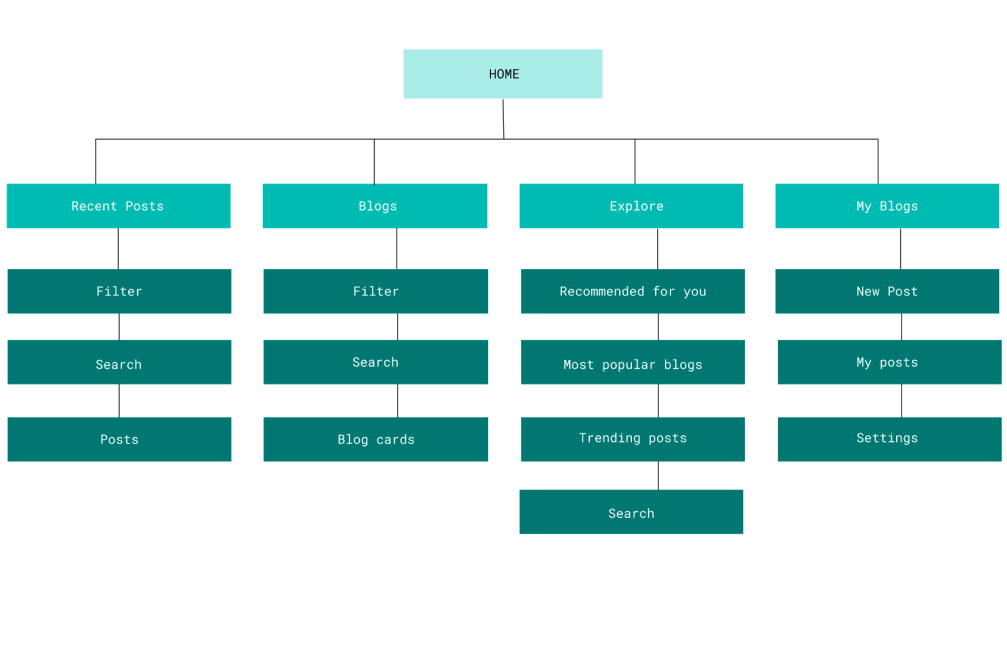 HOME
Recent Posts
Blogs
Explore
My Blogs
Filter
Filter
Recommended for you
New Post
Search
Search
Most popular blogs
My posts
Posts
Blog cards
Trending posts
Settings
Search